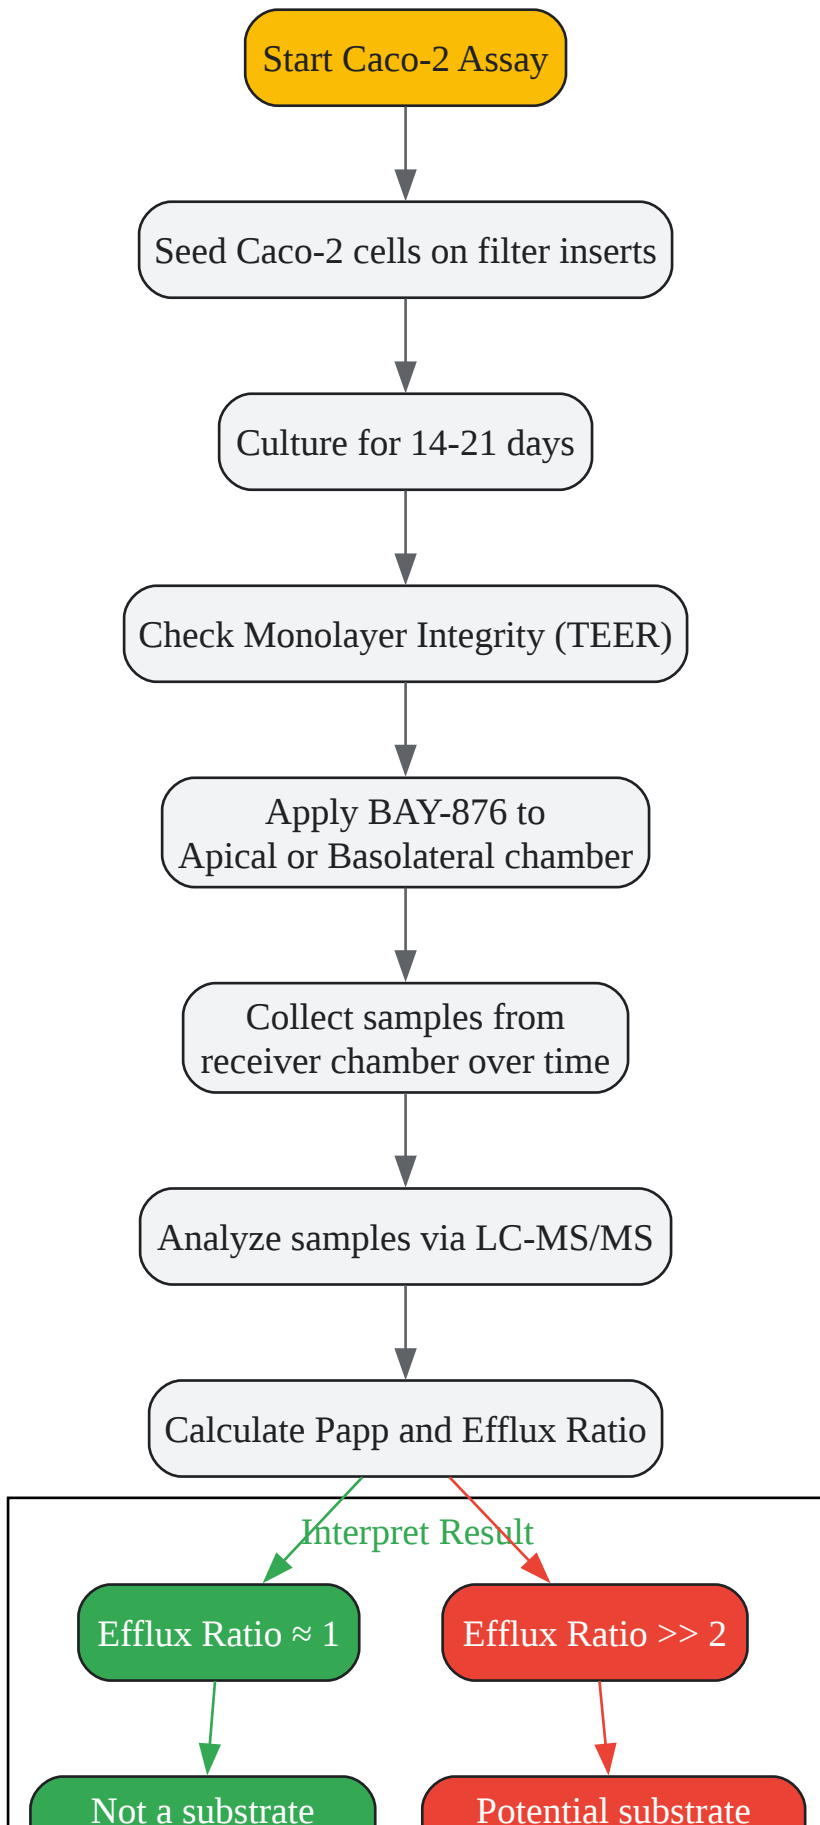 Start Caco-2 Assay
Seed Caco-2 cells on filter inserts
Culture for 14-21 days
Check Monolayer Integrity (TEER)
Apply BAY-876 to
Apical or Basolateral chamber
Collect samples from
receiver chamber over time
Analyze samples via LC-MS/MS
Calculate Papp and Efflux Ratio
Interpret Result
Efflux Ratio ≈ 1
Efflux Ratio >> 2
Not a substrate
Potential substrate